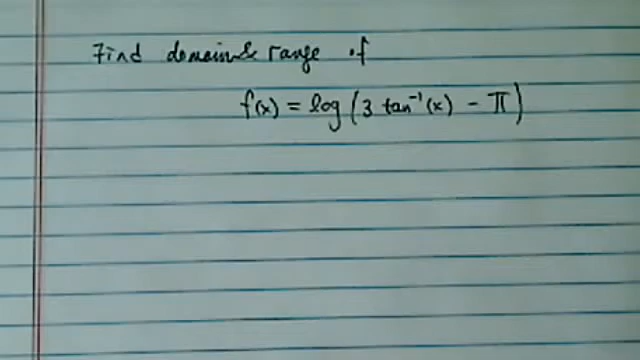 Find domain & range of
f(x) = log (3 tan⁻¹(x) − π)